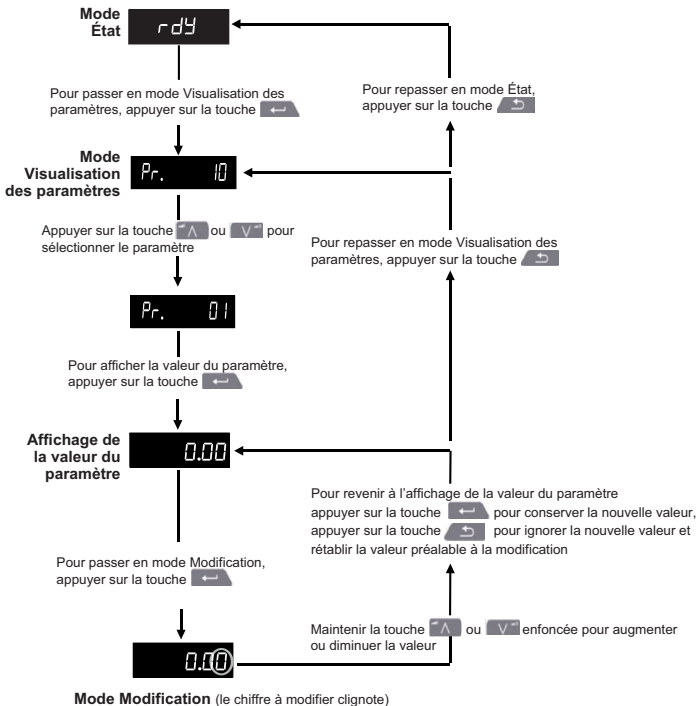 Mode
État
rdY
Pour passer en mode Visualisation des
paramètres, appuyer sur la touche
Pour repasser en mode État,
appuyer sur la touche
Mode
Visualisation
des paramètres
Pr. 10
Appuyer sur la touche ou pour
sélectionner le paramètre
Pour repasser en mode Visualisation des
paramètres, appuyer sur la touche
Pr. 01
Pour afficher la valeur du paramètre,
appuyer sur la touche
Affichage de
la valeur du
paramètre
0.00
Pour revenir à l'affichage de la valeur du paramètre
appuyer sur la touche pour conserver la nouvelle valeur,
appuyer sur la touche pour ignorer la nouvelle valeur et
rétablir la valeur préalable à la modification
Pour passer en mode Modification,
appuyer sur la touche
Maintenir la touche ou enfoncée pour augmenter
ou diminuer la valeur
0.00
Mode Modification (le chiffre à modifier clignote)